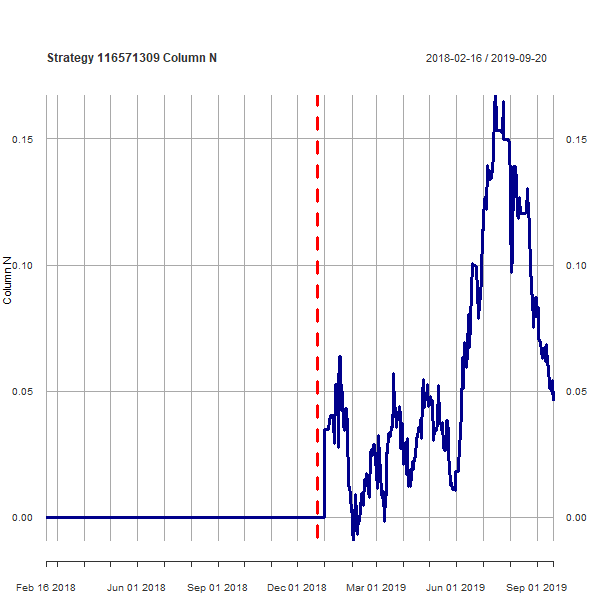 Strategy 116571309 Column N
2018-02-16 / 2019-09-20
0.15
0.15
0.10
0.10
Column N
0.05
0.05
0.00
0.00
Feb 16 2018
Jun 01 2018
Sep 01 2018
Dec 01 2018
Mar 01 2019
Jun 01 2019
Sep 01 2019